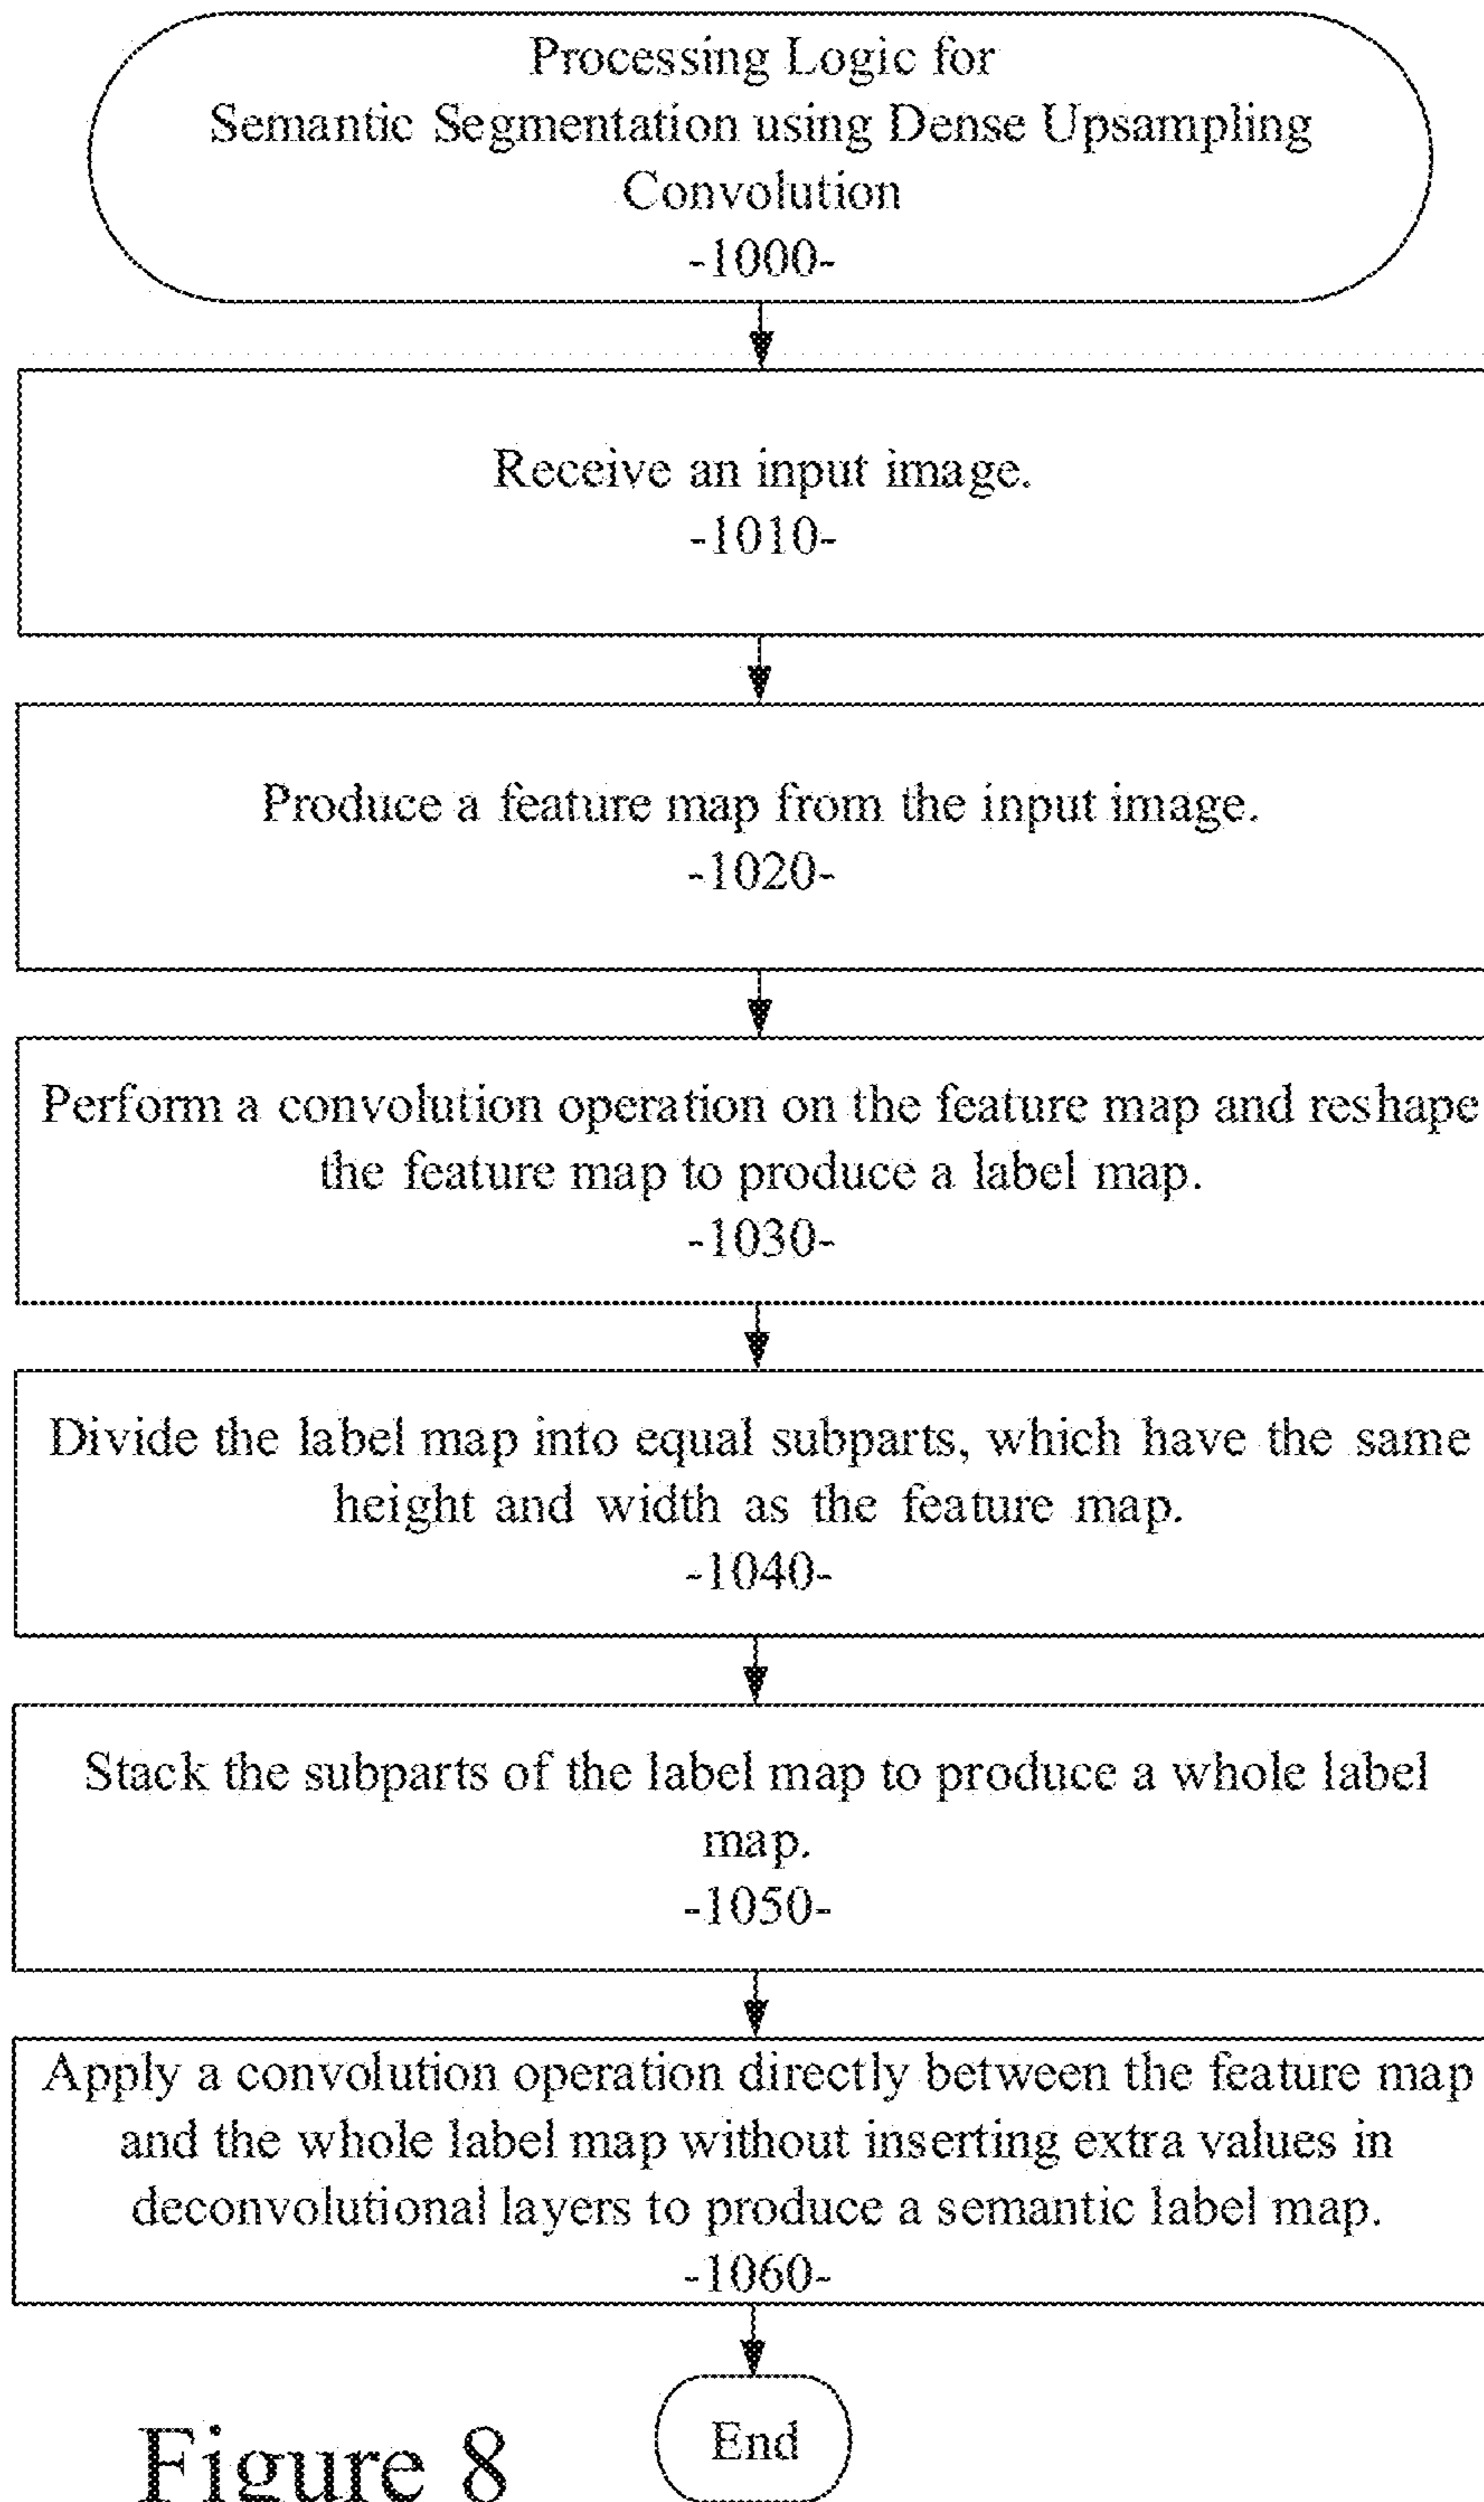 Processing Logic for
Semantic Segmentation using Dense Upsampling
Convolution
-1000-
Receive an input image.
-1010-
Produce a feature map from the input image.
-1020-
Perform a convolution operation on the feature map and reshape
the feature map to produce a label map.
-1030-
Divide the label map into equal subparts, which have the same
height and width as the feature map.
-1040-
Stack the subparts of the label map to produce a whole label
map.
-1050-
Apply a convolution operation directly between the feature map
and the whole label map without inserting extra values in
deconvolutional layers to produce a semantic label map.
-1060-
End
Figure 8